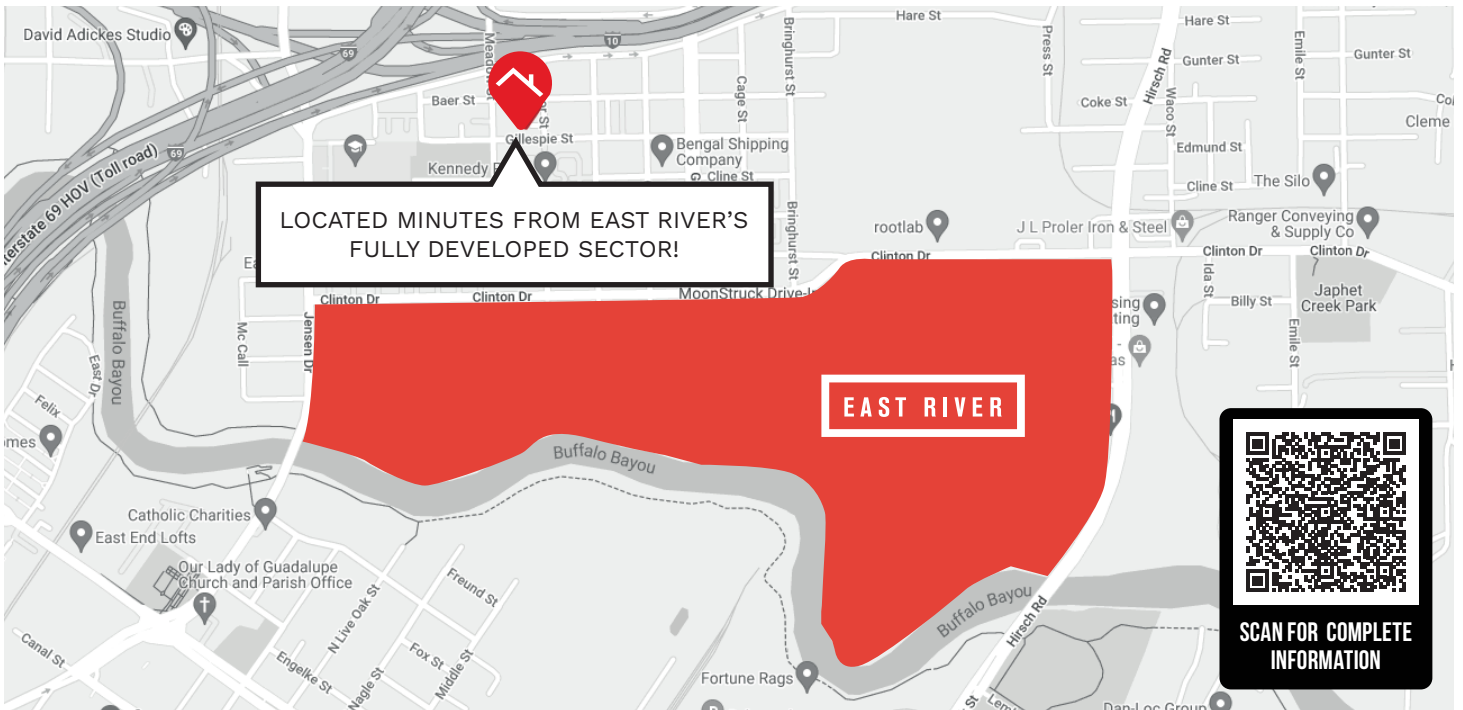 David Adickes Studio
69
10
Hare St
Hare St
Bringhurst St
Press St
Hirsch Rd
Gunter St
Emile St
Gunter St
Baer St
Cage St
Coke St
Waco St
Gillespie St
Bengal Shipping
Company
Kennedy
Edmund St
Cline St
Cline St
The Silo
Interstate 69 HOV (Toll road)
69
LOCATED MINUTES FROM EAST RIVER'S
FULLY DEVELOPED SECTOR!
Bringhurst St
rootlab
J L Proler Iron & Steel
Ranger Conveying
& Supply Co
Clinton Dr
Clinton Dr
Clinton Dr
Clinton Dr
Clinton Dr
MoonStruck Drive-In
Ida St
Billy St
Japhet
Creek Park
Emile St
Buffalo Bayou
Mc Call
Jensen Dr
East Dr
Felix
EAST RIVER
Buffalo Bayou
Catholic Charities
East End Lofts
Our Lady of Guadalupe
Church and Parish Office
Freund St
N Live Oak St
Fox St
Middle St
Engelke St
Nagle St
Canal St
Buffalo Bayou
Hirsch Rd
Fortune Rags
Dan-Loc Group
SCAN FOR COMPLETE
INFORMATION